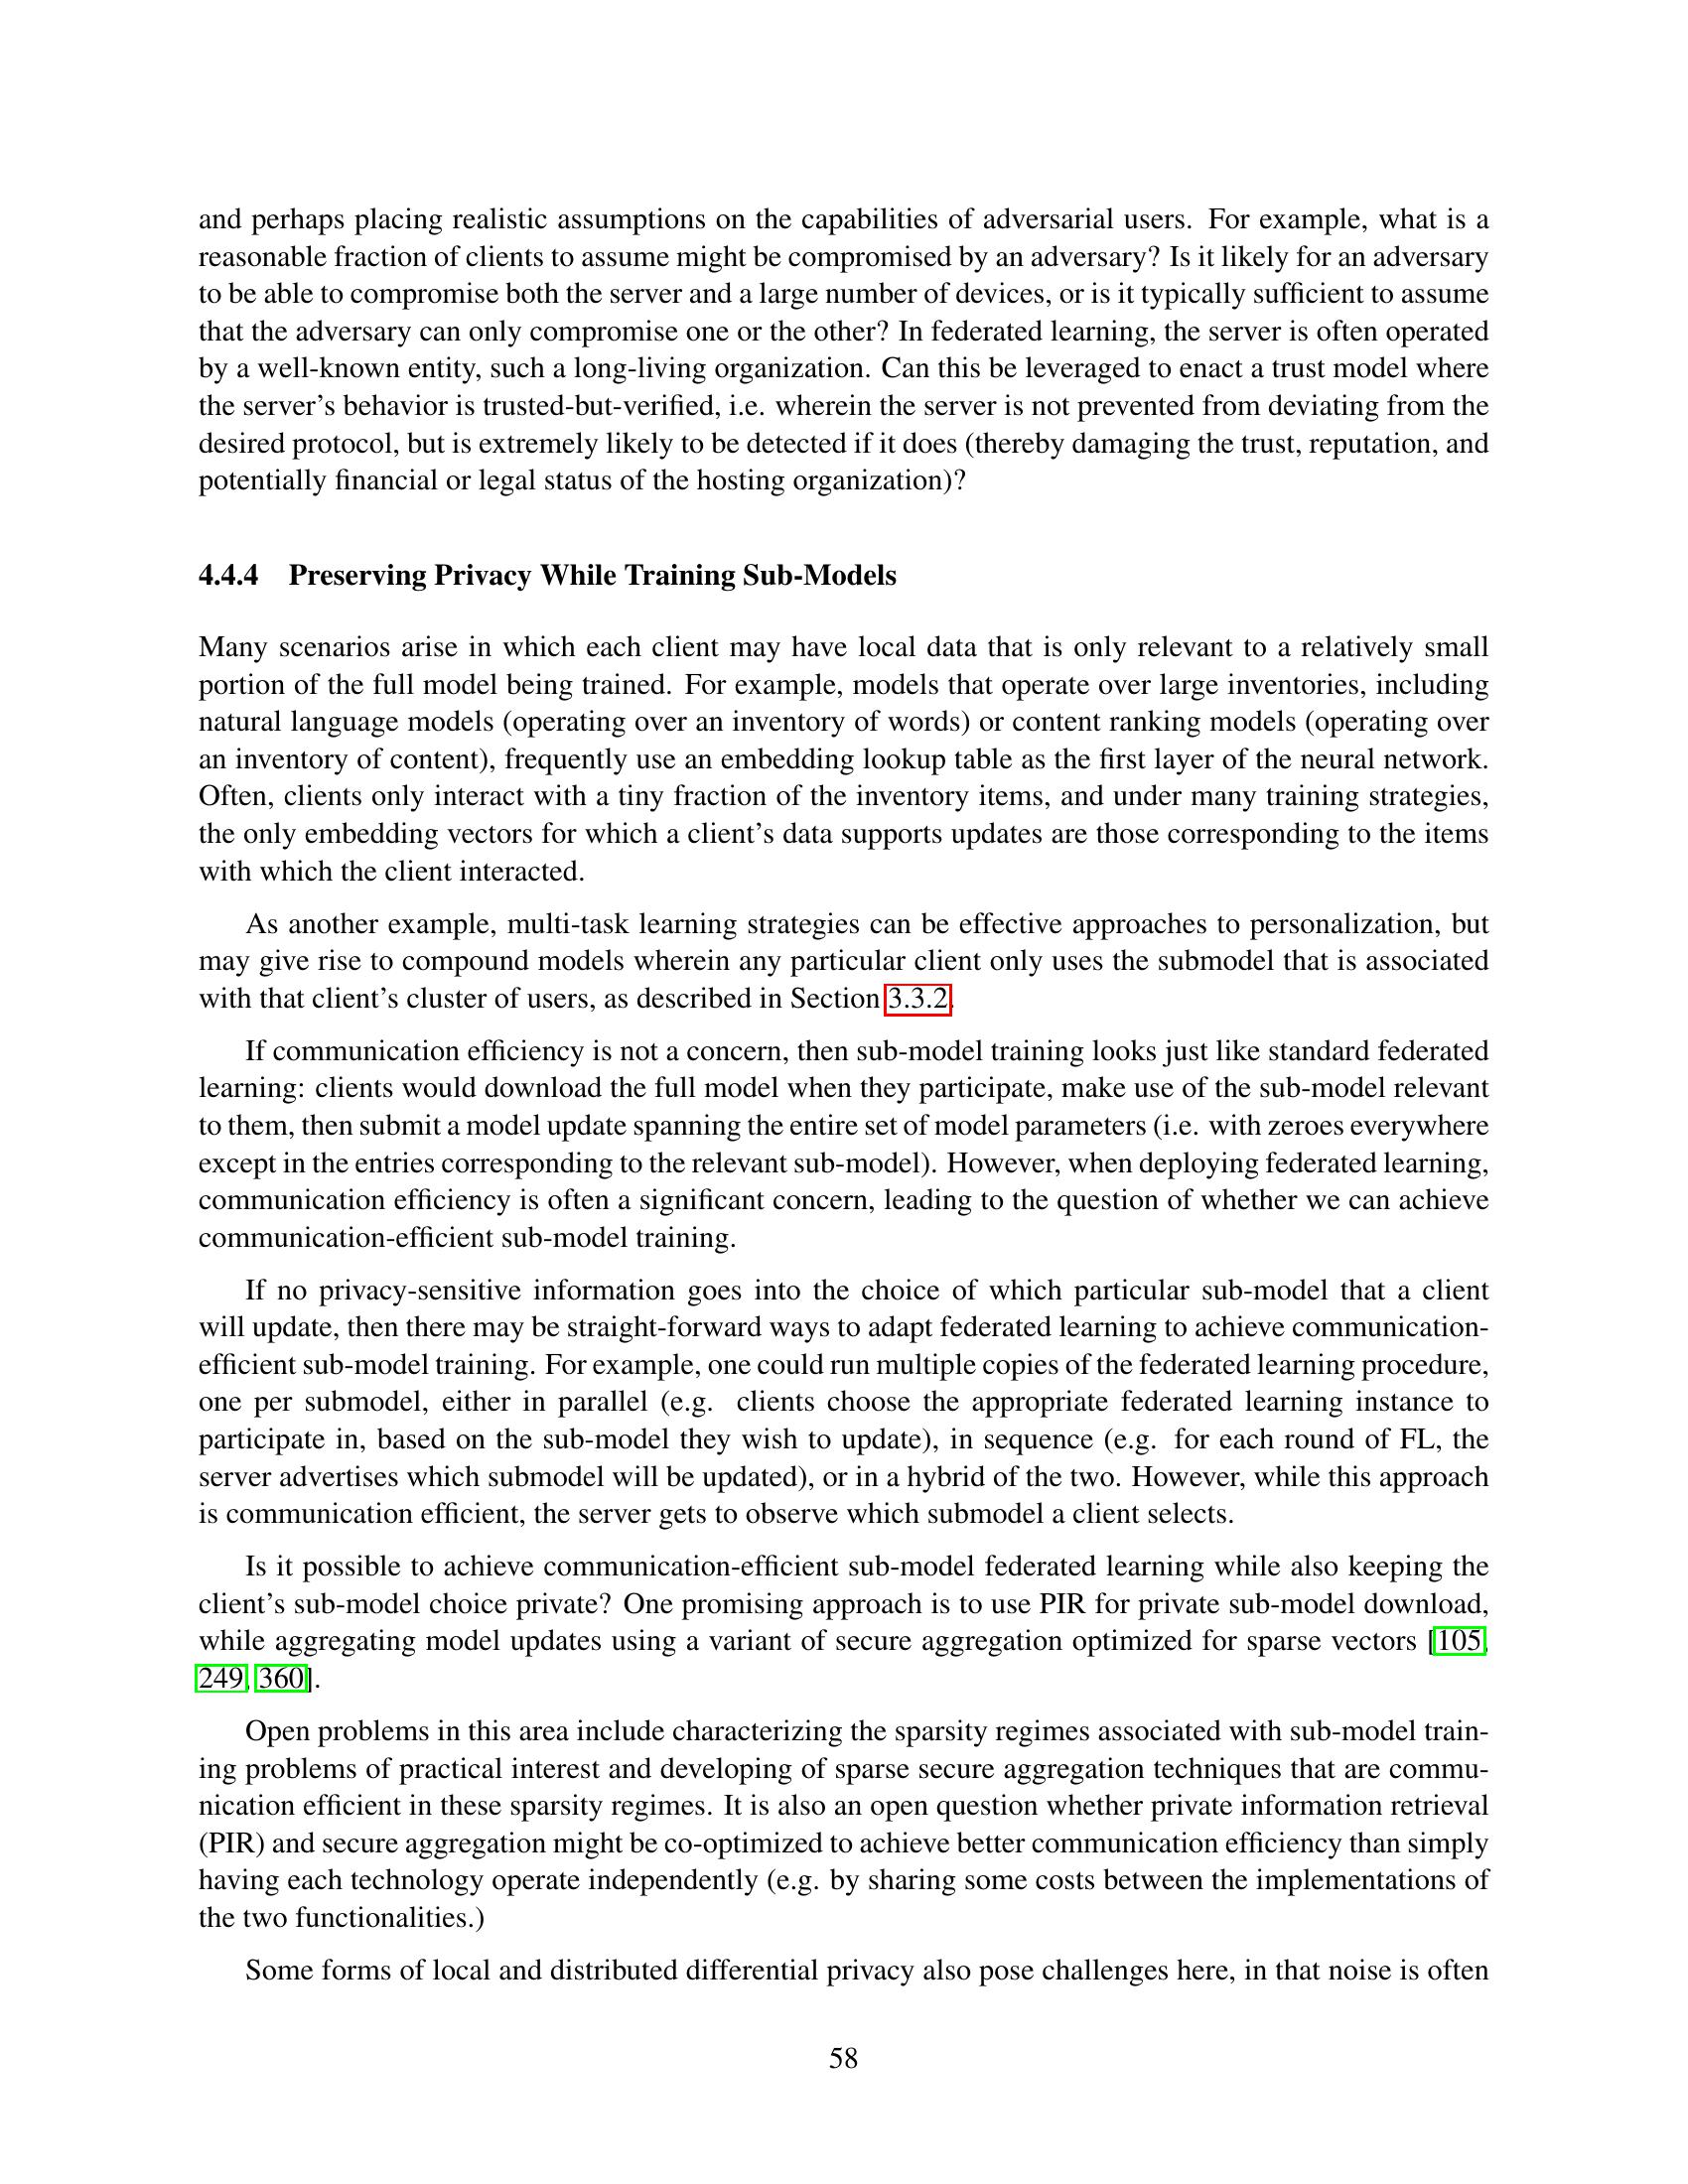 and perhaps placing realistic assumptions on the capabilities of adversarial users. For example, what is a
reasonable fraction of clients to assume might be compromised by an adversary? Is it likely for an adversary
to be able to compromise both the server and a large number of devices, or is it typically sufficient to assume
that the adversary can only compromise one or the other? In federated learning, the server is often operated
by a well-known entity, such a long-living organization. Can this be leveraged to enact a trust model where
the server's behavior is trusted-but-verified, i.e. wherein the server is not prevented from deviating from the
desired protocol, but is extremely likely to be detected if it does (thereby damaging the trust, reputation, and
potentially financial or legal status of the hosting organization)?
4.4.4 Preserving Privacy While Training Sub-Models
Many scenarios arise in which each client may have local data that is only relevant to a relatively small
portion of the full model being trained. For example, models that operate over large inventories, including
natural language models (operating over an inventory of words) or content ranking models (operating over
an inventory of content), frequently use an embedding lookup table as the first layer of the neural network.
Often, clients only interact with a tiny fraction of the inventory items, and under many training strategies,
the only embedding vectors for which a client's data supports updates are those corresponding to the items
with which the client interacted.
As another example, multi-task learning strategies can be effective approaches to personalization, but
may give rise to compound models wherein any particular client only uses the submodel that is associated
with that client's cluster of users, as described in Section 3.3.2.
If communication efficiency is not a concern, then sub-model training looks just like standard federated
learning: clients would download the full model when they participate, make use of the sub-model relevant
to them, then submit a model update spanning the entire set of model parameters (i.e. with zeroes everywhere
except in the entries corresponding to the relevant sub-model). However, when deploying federated learning,
communication efficiency is often a significant concern, leading to the question of whether we can achieve
communication-efficient sub-model training.
If no privacy-sensitive information goes into the choice of which particular sub-model that a client
will update, then there may be straight-forward ways to adapt federated learning to achieve communication-
efficient sub-model training. For example, one could run multiple copies of the federated learning procedure,
one per submodel, either in parallel (e.g. clients choose the appropriate federated learning instance to
participate in, based on the sub-model they wish to update), in sequence (e.g. for each round of FL, the
server advertises which submodel will be updated), or in a hybrid of the two. However, while this approach
is communication efficient, the server gets to observe which submodel a client selects.
Is it possible to achieve communication-efficient sub-model federated learning while also keeping the
client's sub-model choice private? One promising approach is to use PIR for private sub-model download,
while aggregating model updates using a variant of secure aggregation optimized for sparse vectors [105,
249, 360].
Open problems in this area include characterizing the sparsity regimes associated with sub-model train-
ing problems of practical interest and developing of sparse secure aggregation techniques that are commu-
nication efficient in these sparsity regimes. It is also an open question whether private information retrieval
(PIR) and secure aggregation might be co-optimized to achieve better communication efficiency than simply
having each technology operate independently (e.g. by sharing some costs between the implementations of
the two functionalities.)
Some forms of local and distributed differential privacy also pose challenges here, in that noise is often
58